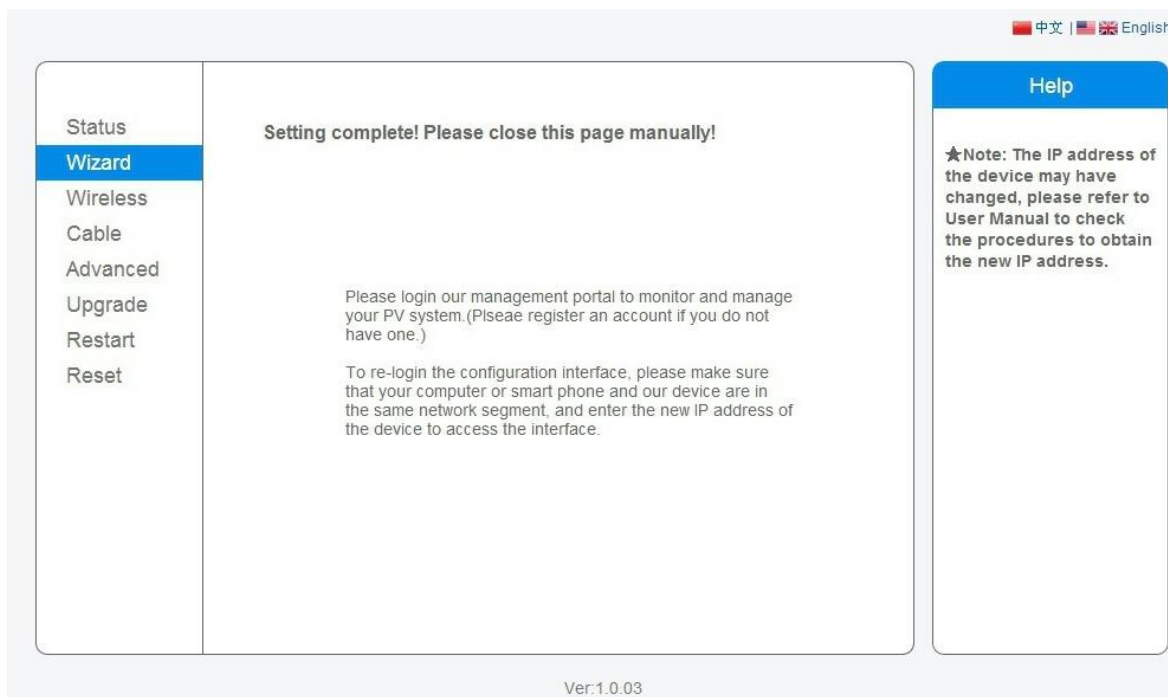 中文 | English
Status
Wizard
Wireless
Cable
Advanced
Upgrade
Restart
Reset
Setting complete! Please close this page manually!
Please login our management portal to monitor and manage
your PV system.(Plseae register an account if you do not
have one.)
To re-login the configuration interface, please make sure
that your computer or smart phone and our device are in
the same network segment, and enter the new IP address of
the device to access the interface.
Help
★Note: The IP address of
the device may have
changed, please refer to
User Manual to check
the procedures to obtain
the new IP address.
Ver:1.0.03